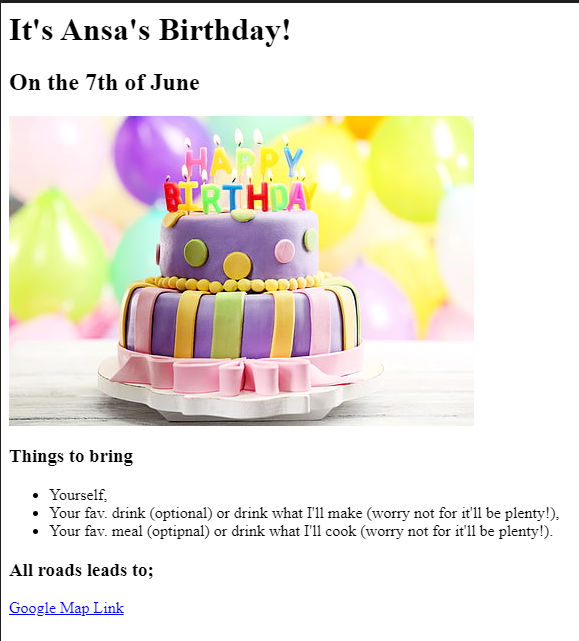 It's Ansa's Birthday!
On the 7th of June
HAPPY
BIRTHDAY
Things to bring
Yourself,
Your fav. drink (optional) or drink what I'll make (worry not for it'll be plenty!),
Your fav. meal (optipnal) or drink what I'll cook (worry not for it'll be plenty!).
All roads leads to;
Google Map Link